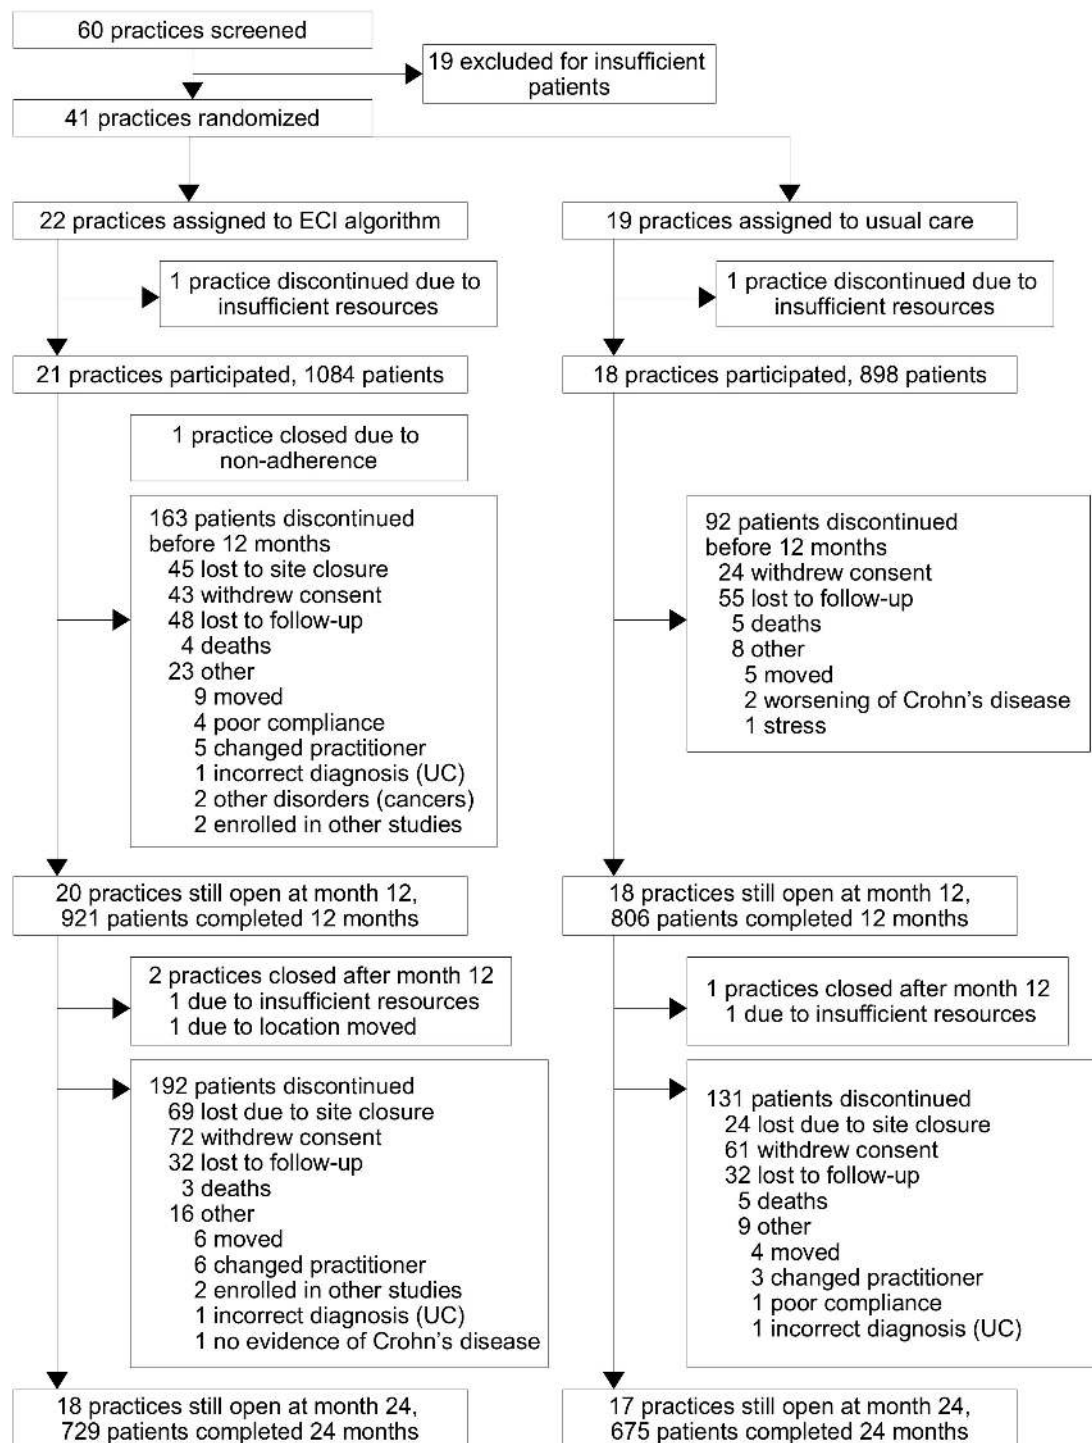 60 practices screened
19 excluded for insufficient
patients
41 practices randomized
22 practices assigned to ECI algorithm
19 practices assigned to usual care
1 practice discontinued due to
insufficient resources
1 practice discontinued due to
insufficient resources
21 practices participated, 1084 patients
18 practices participated, 898 patients
1 practice closed due to
non-adherence
163 patients discontinued
before 12 months
45 lost to site closure
43 withdrew consent
48 lost to follow-up
4 deaths
23 other
9 moved
4 poor compliance
5 changed practitioner
1 incorrect diagnosis (UC)
2 other disorders (cancers)
2 enrolled in other studies
92 patients discontinued
before 12 months
24 withdrew consent
55 lost to follow-up
5 deaths
8 other
5 moved
2 worsening of Crohn's disease
1 stress
20 practices still open at month 12,
921 patients completed 12 months
18 practices still open at month 12,
806 patients completed 12 months
2 practices closed after month 12
1 due to insufficient resources
1 due to location moved
1 practices closed after month 12
1 due to insufficient resources
192 patients discontinued
69 lost due to site closure
72 withdrew consent
32 lost to follow-up
3 deaths
16 other
6 moved
6 changed practitioner
2 enrolled in other studies
1 incorrect diagnosis (UC)
1 no evidence of Crohn's disease
131 patients discontinued
24 lost due to site closure
61 withdrew consent
32 lost to follow-up
5 deaths
9 other
4 moved
3 changed practitioner
1 poor compliance
1 incorrect diagnosis (UC)
18 practices still open at month 24,
729 patients completed 24 months
17 practices still open at month 24,
675 patients completed 24 months